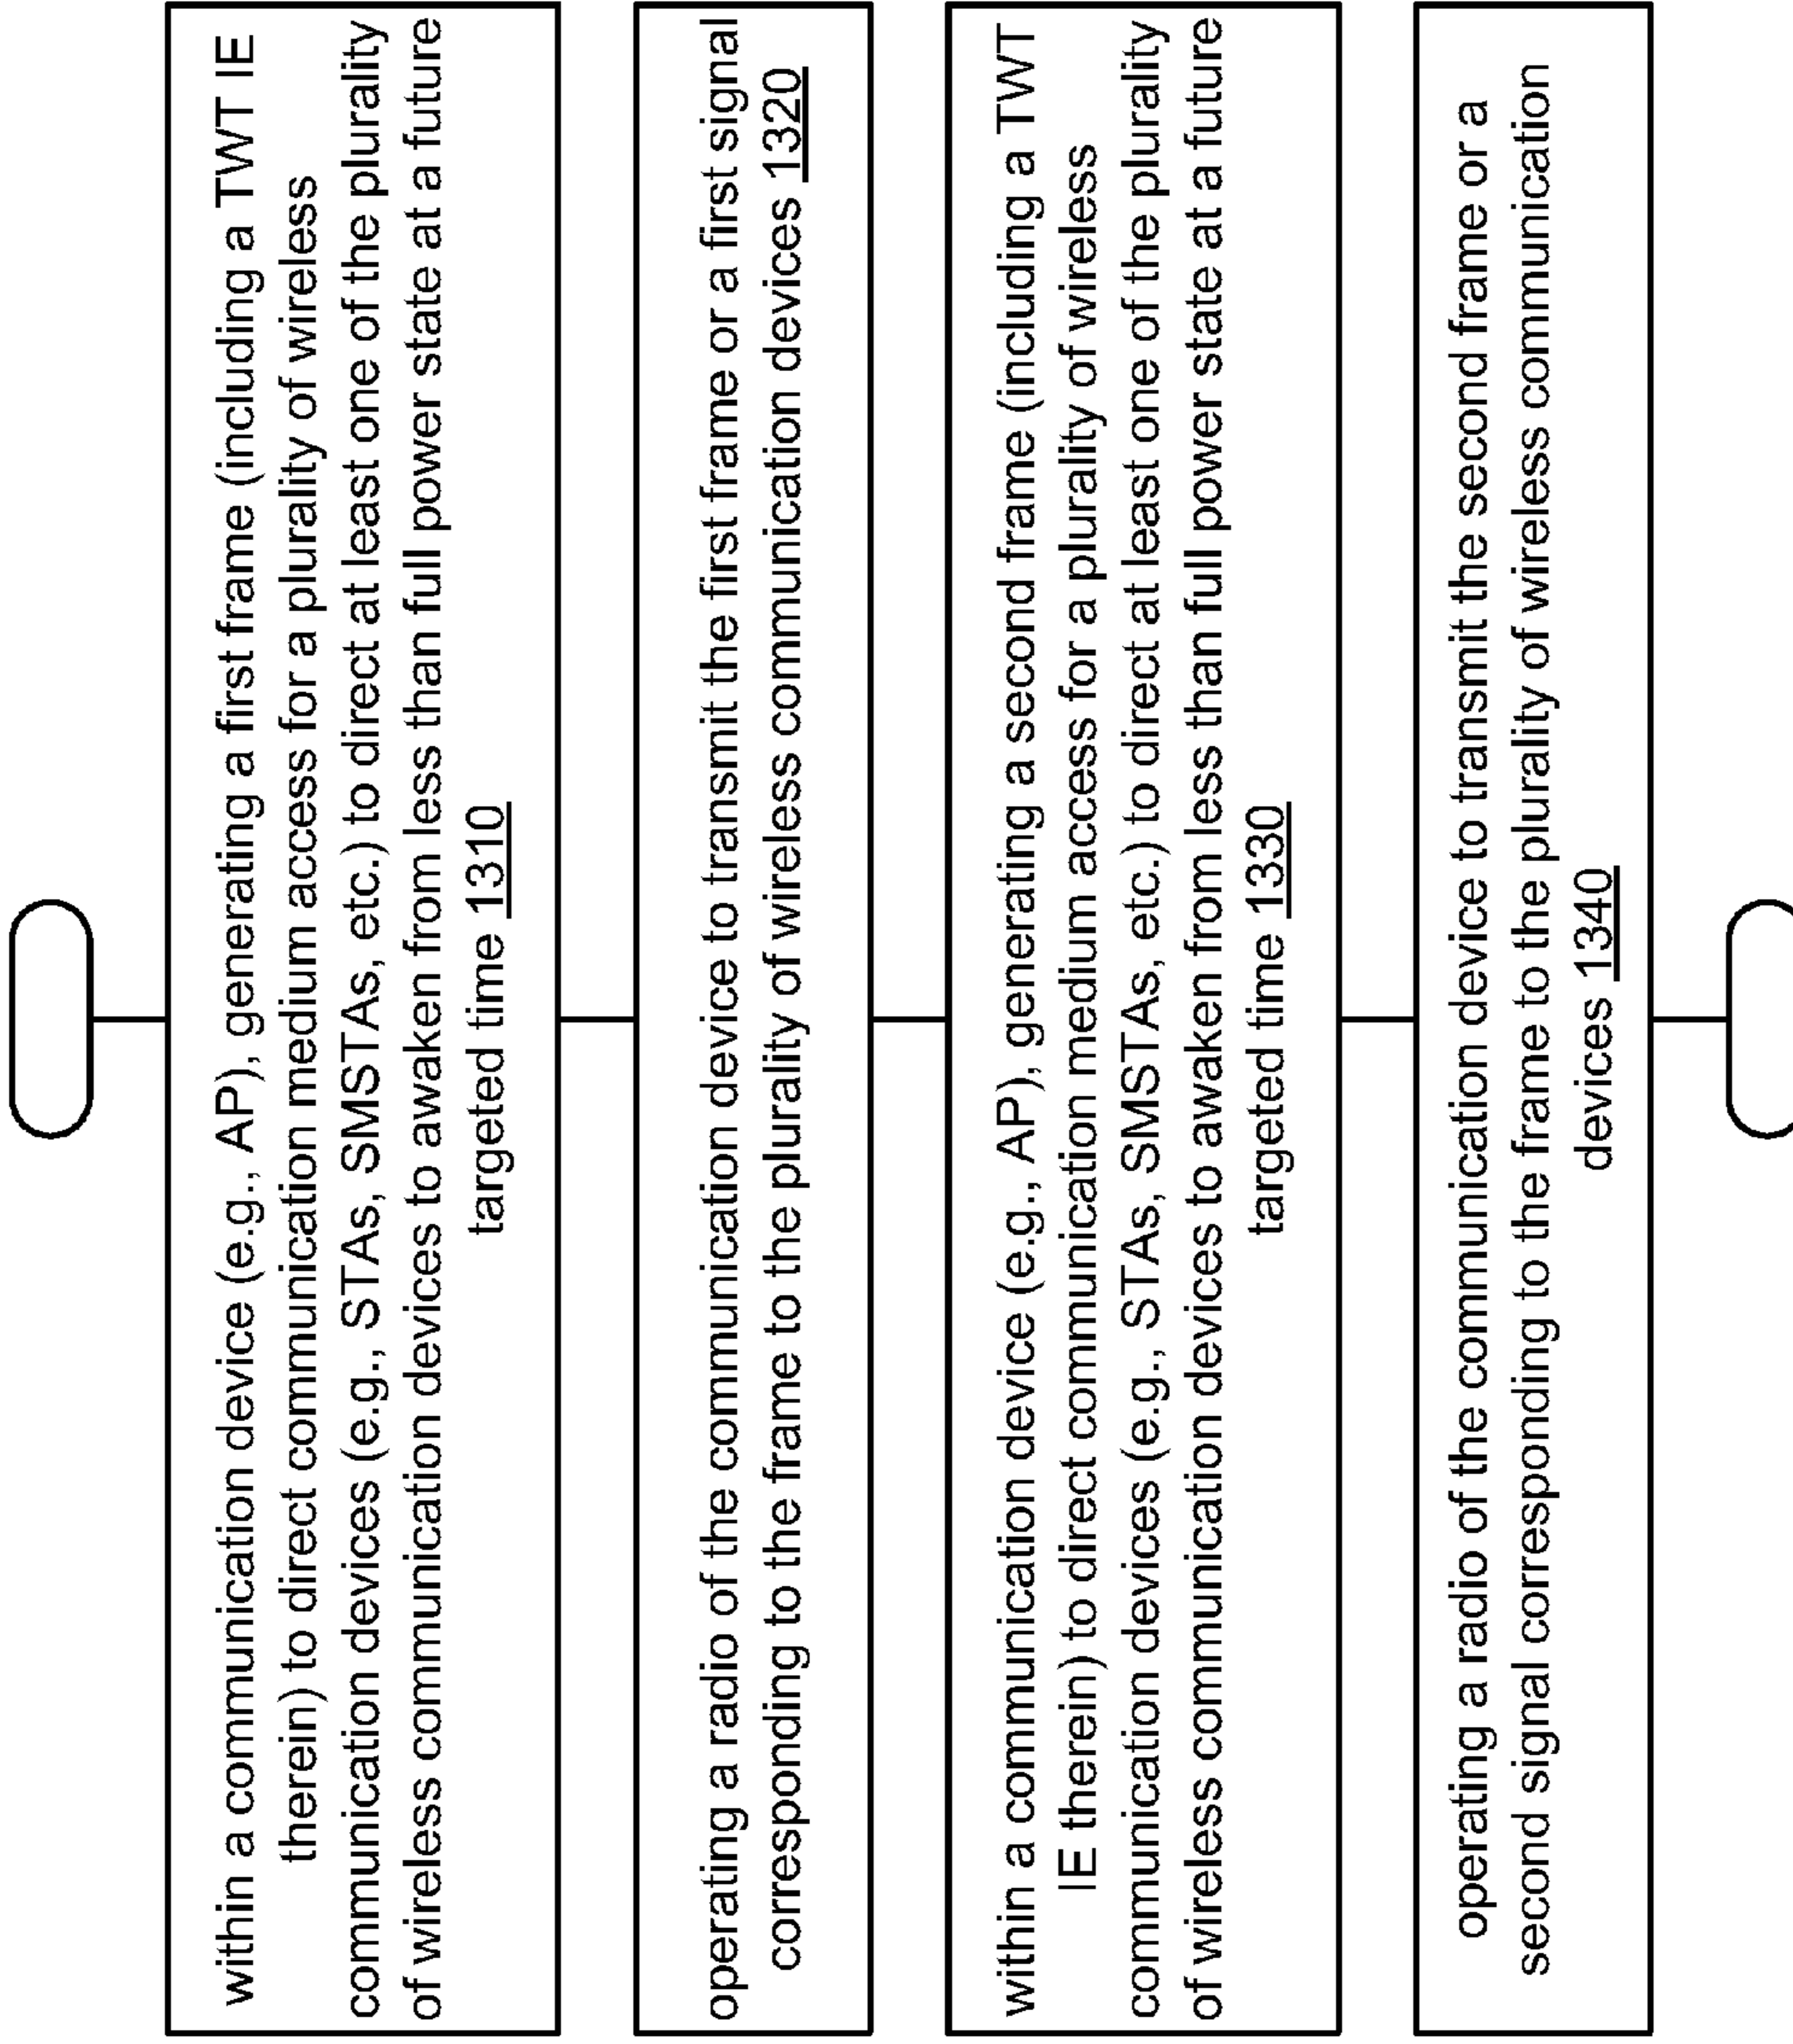 within a communication device (e.g., AP), generating a first frame (including a TWT IE
therein) to direct communication medium access for a plurality of wireless
communication devices (e.g., STAs, SMSTAs, etc.) to direct at least one of the plurality
of wireless communication devices to awaken from less than full power state at a future
targeted time 1310
operating a radio of the communication device to transmit the first frame or a first signal
corresponding to the frame to the plurality of wireless communication devices 1320
within a communication device (e.g., AP), generating a second frame (including a TWT
IE therein) to direct communication medium access for a plurality of wireless
communication devices (e.g., STAs, SMSTAs, etc.) to direct at least one of the plurality
of wireless communication devices to awaken from less than full power state at a future
targeted time 1330
operating a radio of the communication device to transmit the second frame or a
second signal corresponding to the frame to the plurality of wireless communication
devices 1340